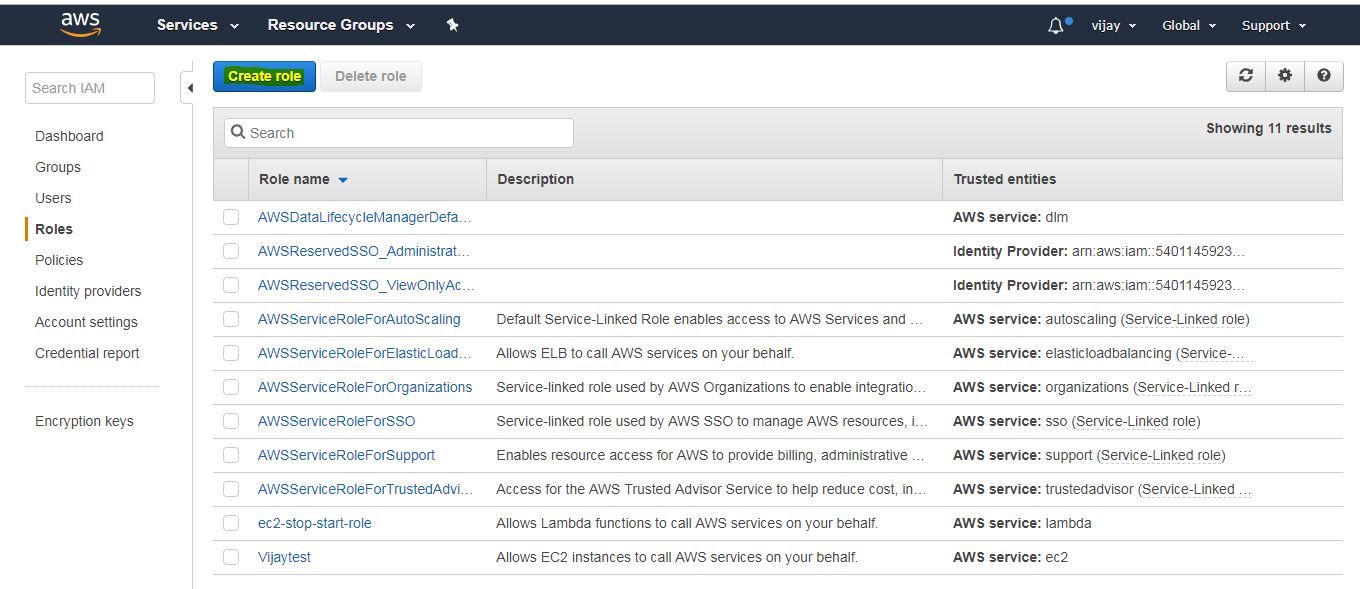 aws Services Resource Groups vijay Global Support
Search IAM
Create role Delete role
Dashboard
Groups
Users
Roles
Policies
Identity providers
Account settings
Credential report
Encryption keys
Search
Showing 11 results
Role name Description Trusted entities
AWSDataLifecycleManagerDefa… AWS service: dlm
AWSReservedSSO_Administrat… Identity Provider: arn:aws:iam::5401145923…
AWSReservedSSO_ViewOnlyAc… Identity Provider: arn:aws:iam::5401145923…
AWSServiceRoleForAutoScaling Default Service-Linked Role enables access to AWS Services and … AWS service: autoscaling (Service-Linked role)
AWSServiceRoleForElasticLoad… Allows ELB to call AWS services on your behalf. AWS service: elasticloadbalancing (Service-…
AWSServiceRoleForOrganizations Service-linked role used by AWS Organizations to enable integratio… AWS service: organizations (Service-Linked r…
AWSServiceRoleForSSO Service-linked role used by AWS SSO to manage AWS resources, i… AWS service: sso (Service-Linked role)
AWSServiceRoleForSupport Enables resource access for AWS to provide billing, administrative … AWS service: support (Service-Linked role)
AWSServiceRoleForTrustedAdvi… Access for the AWS Trusted Advisor Service to help reduce cost, in… AWS service: trustedadvisor (Service-Linked …
ec2-stop-start-role Allows Lambda functions to call AWS services on your behalf. AWS service: lambda
Vijaytest Allows EC2 instances to call AWS services on your behalf. AWS service: ec2